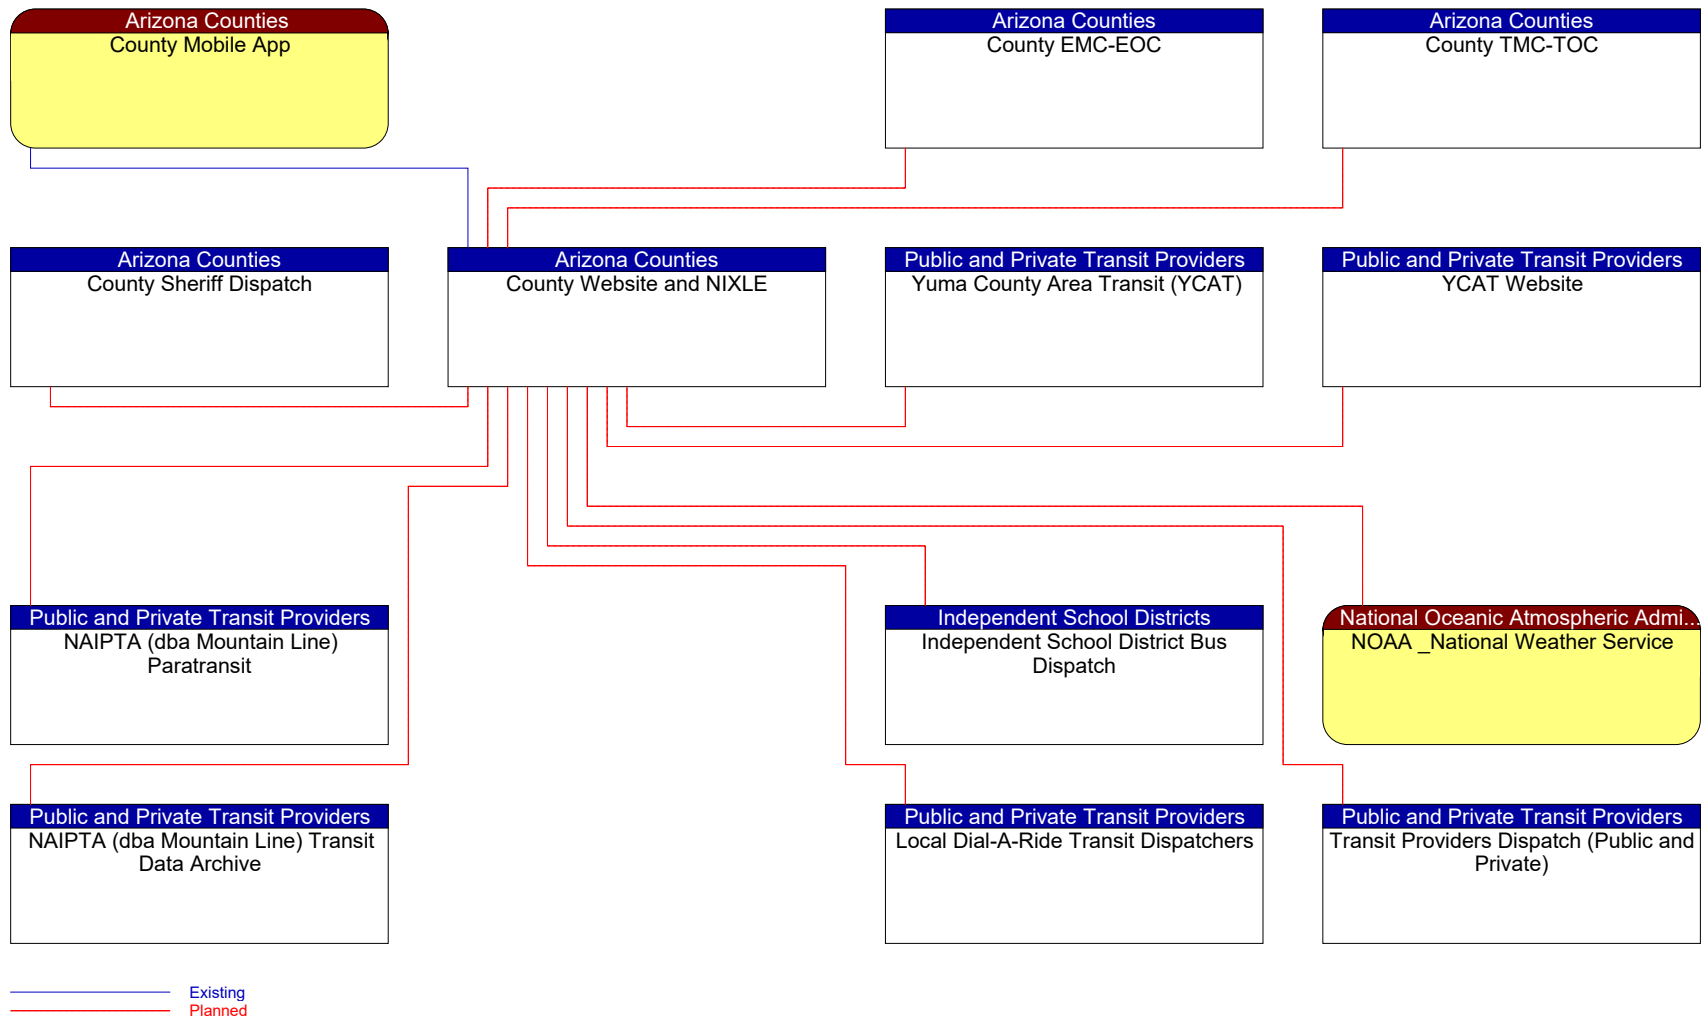 Arizona Counties
County Mobile App
Arizona Counties
County EMC-EOC
Arizona Counties
County TMC-TOC
Arizona Counties
County Sheriff Dispatch
Arizona Counties
County Website and NIXLE
Public and Private Transit Providers
Yuma County Area Transit (YCAT)
Public and Private Transit Providers
YCAT Website
Public and Private Transit Providers
NAIPTA (dba Mountain Line)
Paratransit
Independent School Districts
Independent School District Bus
Dispatch
National Oceanic Atmospheric Admi...
NOAA _National Weather Service
Public and Private Transit Providers
NAIPTA (dba Mountain Line) Transit
Data Archive
Public and Private Transit Providers
Local Dial-A-Ride Transit Dispatchers
Public and Private Transit Providers
Transit Providers Dispatch (Public and
Private)
Existing
Planned